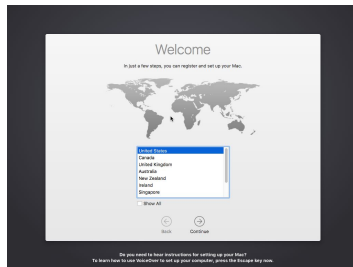 Welcome
In just a few steps, you can register and set up your Mac.
United States
Canada
United Kingdom
Australia
New Zealand
Ireland
Singapore
Show All
Back
Continue
Do you need to hear instructions for setting up your Mac?
To learn how to use VoiceOver to set up your computer, press the Escape key now.